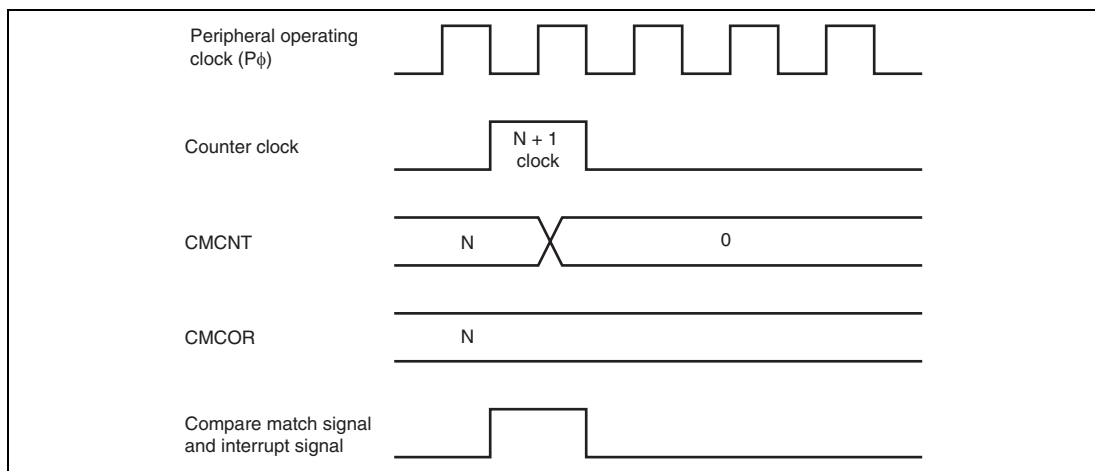 Peripheral operating
clock (Pϕ)
Counter clock
N + 1
clock
CMCNT
N
0
CMCOR
N
Compare match signal
and interrupt signal